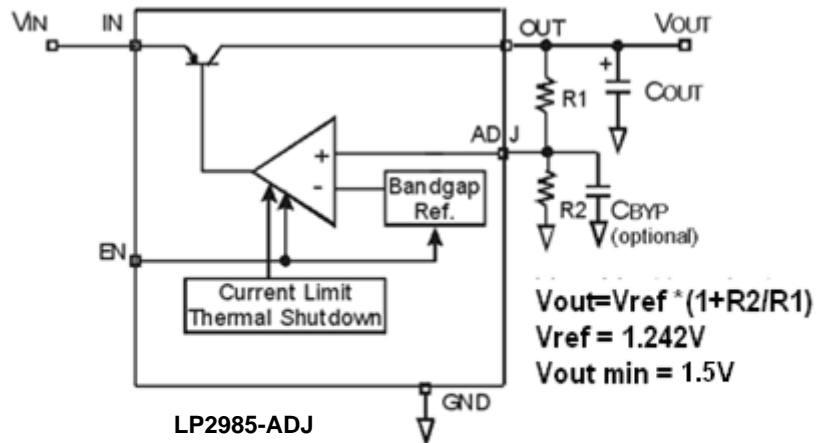 VIN
IN
OUT
VOUT
+
R1
COUT
ADJ
+
-
Bandgap
Ref.
R2
CBYP
(optional)
EN
Current Limit
Thermal Shutdown
Vout=Vref *(1+R2/R1)
Vref = 1.242V
Vout min = 1.5V
GND
LP2985-ADJ